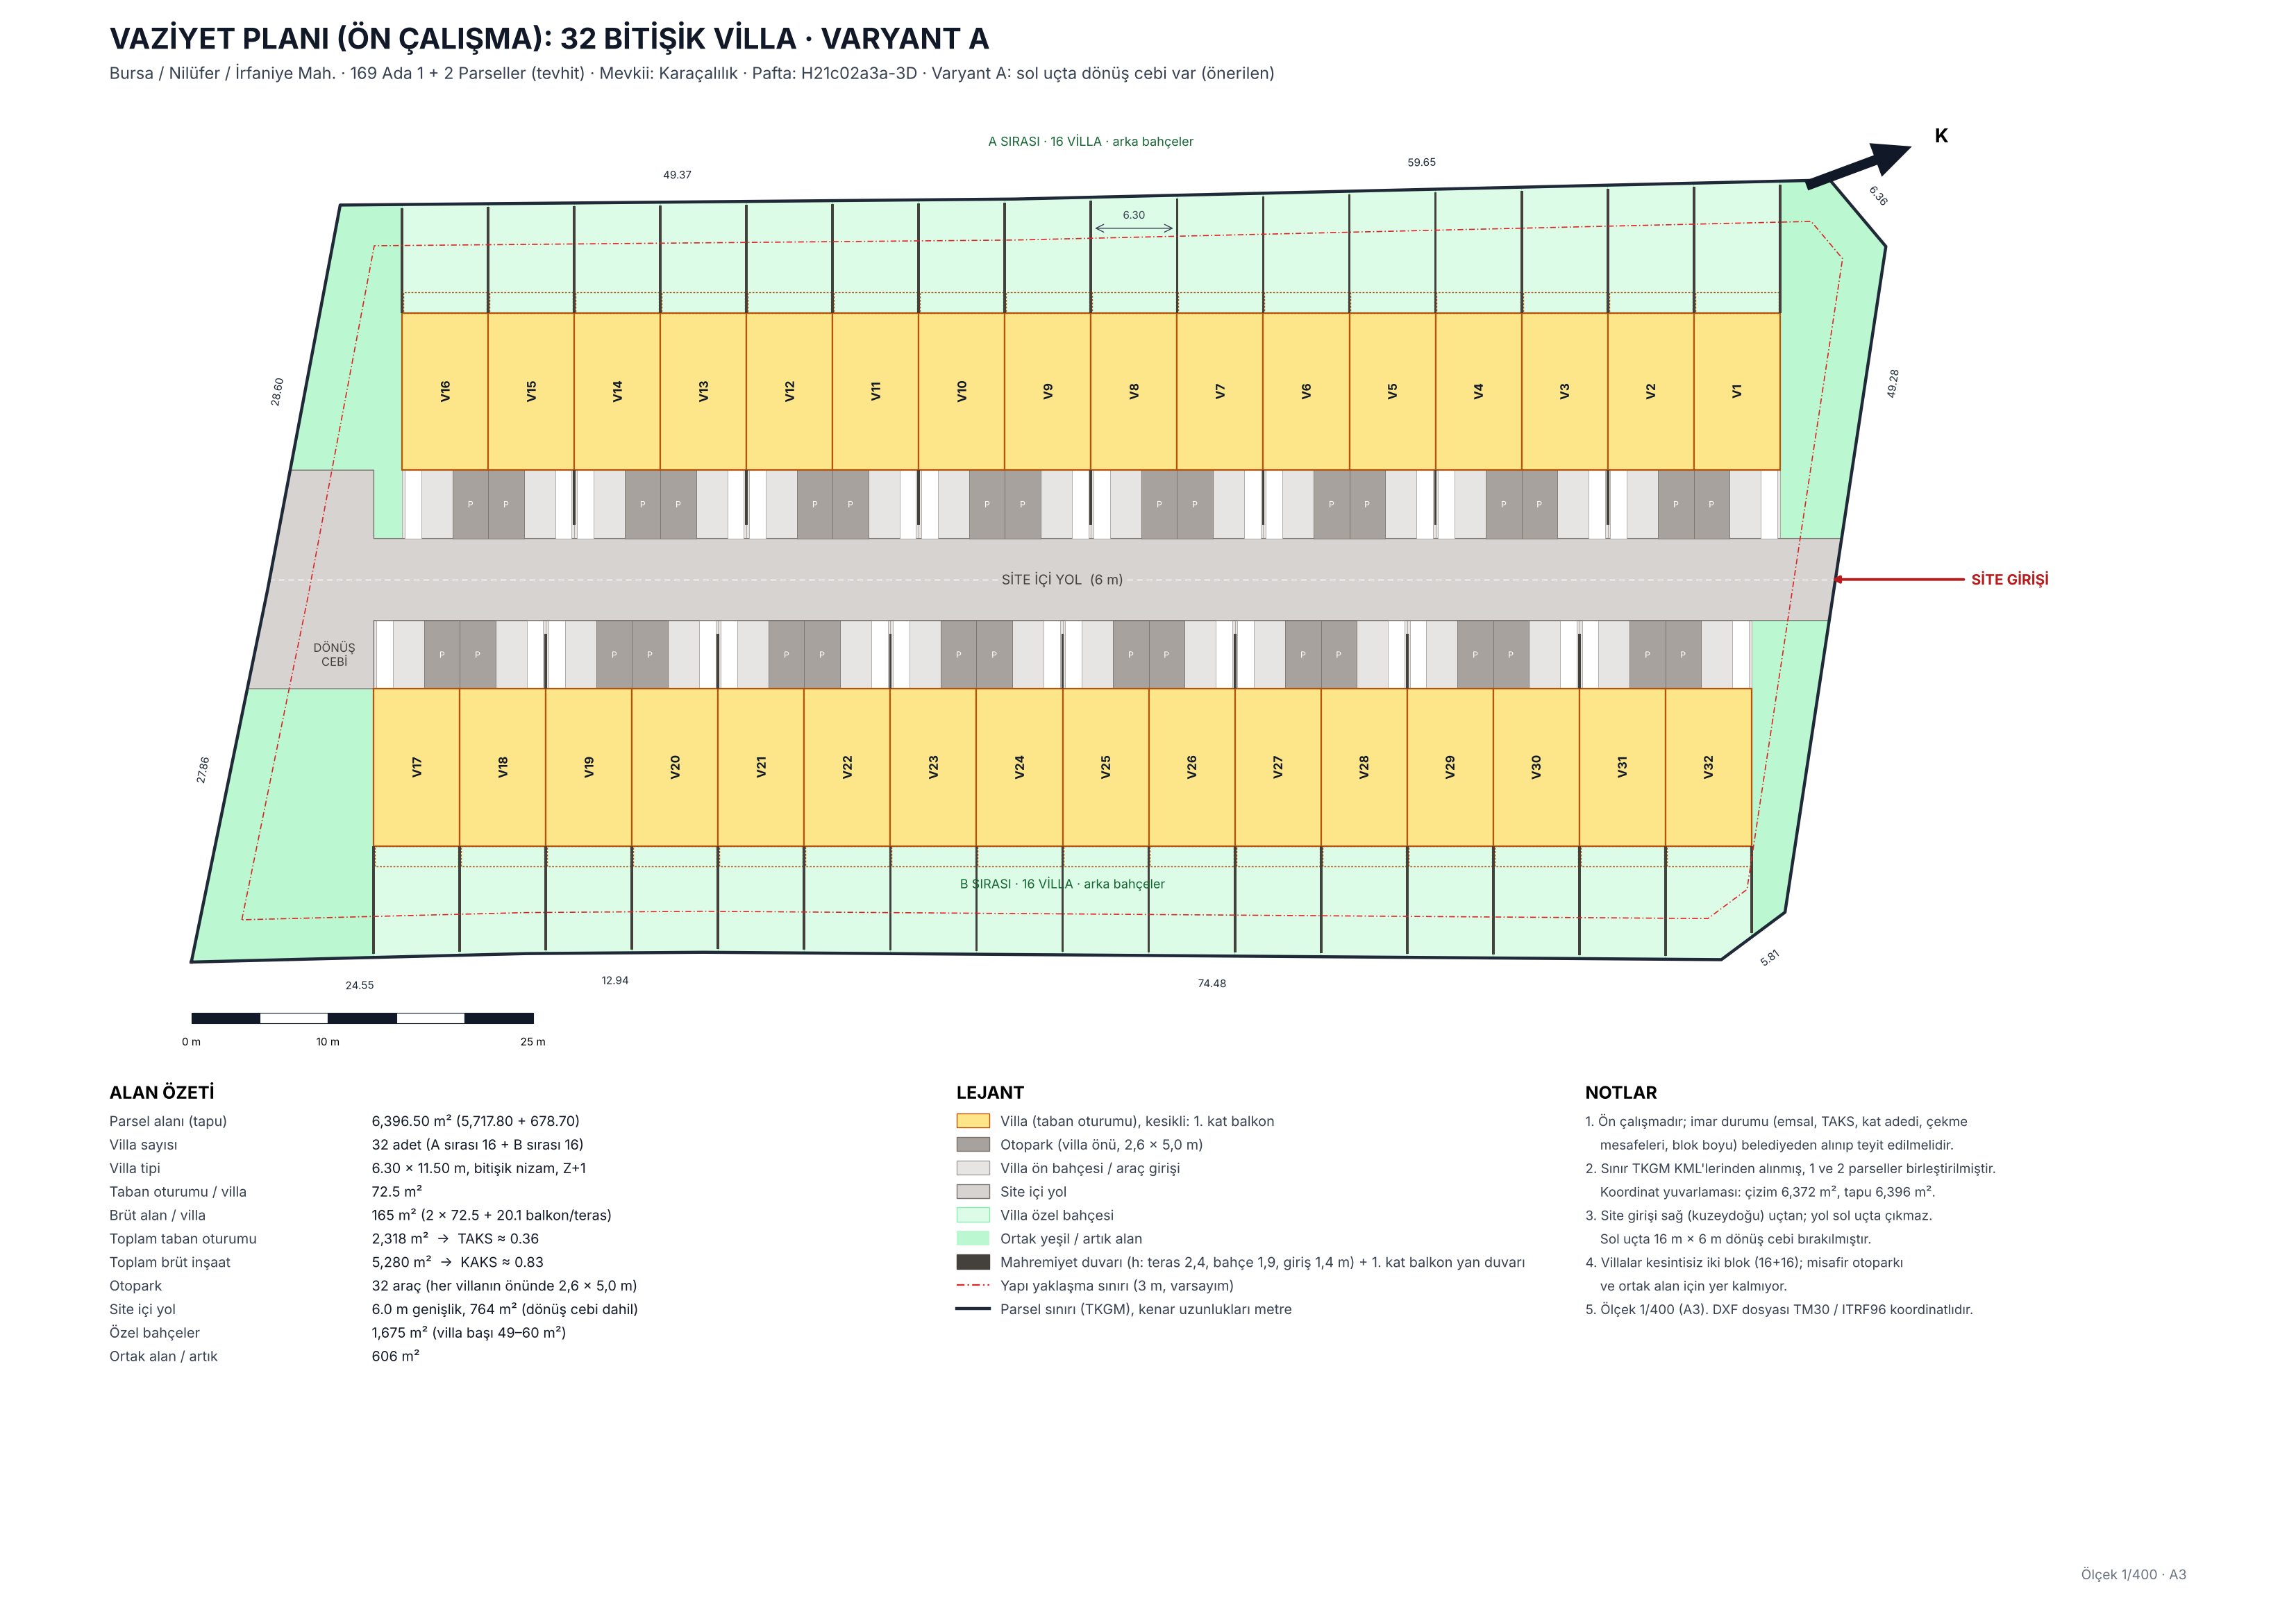 VAZİYET PLANI (ÖN ÇALIŞMA): 32 BİTİŞİK VİLLA · VARYANT A
Bursa / Nilüfer / İrfaniye Mah. · 169 Ada 1 + 2 Parseller (tevhit) · Mevkii: Karaçalılık · Pafta: H21c02a3a-3D · Varyant A: sol uçta dönüş cebi var (önerilen)
K
A SIRASI · 16 VİLLA · arka bahçeler
49.37
59.65
6.36
6.30
28.60
49.28
V16
V15
V14
V13
V12
V11
V10
V9
V8
V7
V6
V5
V4
V3
V2
V1
P P P P P P P P P P P P P P P P
SİTE İÇİ YOL (6 m)
SİTE GİRİŞİ
DÖNÜŞ
CEBİ
P P P P P P P P P P P P P P P P
27.86
V17
V18
V19
V20
V21
V22
V23
V24
V25
V26
V27
V28
V29
V30
V31
V32
B SIRASI · 16 VİLLA · arka bahçeler
24.55
12.94
74.48
5.81
0 m
10 m
25 m
ALAN ÖZETİ
Parsel alanı (tapu) 6,396.50 m² (5,717.80 + 678.70)
Villa sayısı 32 adet (A sırası 16 + B sırası 16)
Villa tipi 6.30 × 11.50 m, bitişik nizam, Z+1
Taban oturumu / villa 72.5 m²
Brüt alan / villa 165 m² (2 × 72.5 + 20.1 balkon/teras)
Toplam taban oturumu 2,318 m² → TAKS ≈ 0.36
Toplam brüt inşaat 5,280 m² → KAKS ≈ 0.83
Otopark 32 araç (her villanın önünde 2,6 × 5,0 m)
Site içi yol 6.0 m genişlik, 764 m² (dönüş cebi dahil)
Özel bahçeler 1,675 m² (villa başı 49–60 m²)
Ortak alan / artık 606 m²
LEJANT
Villa (taban oturumu), kesikli: 1. kat balkon
Otopark (villa önü, 2,6 × 5,0 m)
Villa ön bahçesi / araç girişi
Site içi yol
Villa özel bahçesi
Ortak yeşil / artık alan
Mahremiyet duvarı (h: teras 2,4, bahçe 1,9, giriş 1,4 m) + 1. kat balkon yan duvarı
Yapı yaklaşma sınırı (3 m, varsayım)
Parsel sınırı (TKGM), kenar uzunlukları metre
NOTLAR
1. Ön çalışmadır; imar durumu (emsal, TAKS, kat adedi, çekme
mesafeleri, blok boyu) belediyeden alınıp teyit edilmelidir.
2. Sınır TKGM KML'lerinden alınmış, 1 ve 2 parseller birleştirilmiştir.
Koordinat yuvarlaması: çizim 6,372 m², tapu 6,396 m².
3. Site girişi sağ (kuzeydoğu) uçtan; yol sol uçta çıkmaz.
Sol uçta 16 m × 6 m dönüş cebi bırakılmıştır.
4. Villalar kesintisiz iki blok (16+16); misafir otoparkı
ve ortak alan için yer kalmıyor.
5. Ölçek 1/400 (A3). DXF dosyası TM30 / ITRF96 koordinatlıdır.
Ölçek 1/400 · A3